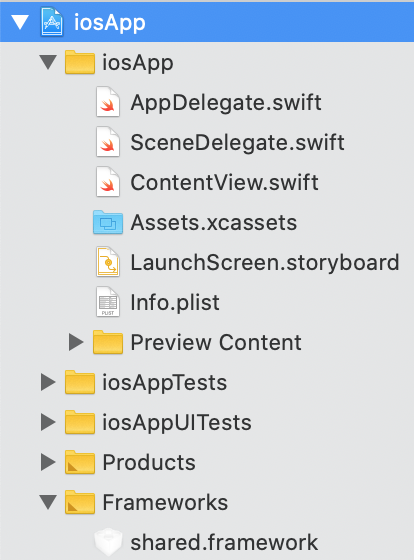 iosApp
iosApp
AppDelegate.swift
SceneDelegate.swift
ContentView.swift
Assets.xcassets
LaunchScreen.storyboard
PLIST Info.plist
Preview Content
iosAppTests
iosAppUITests
Products
Frameworks
shared.framework